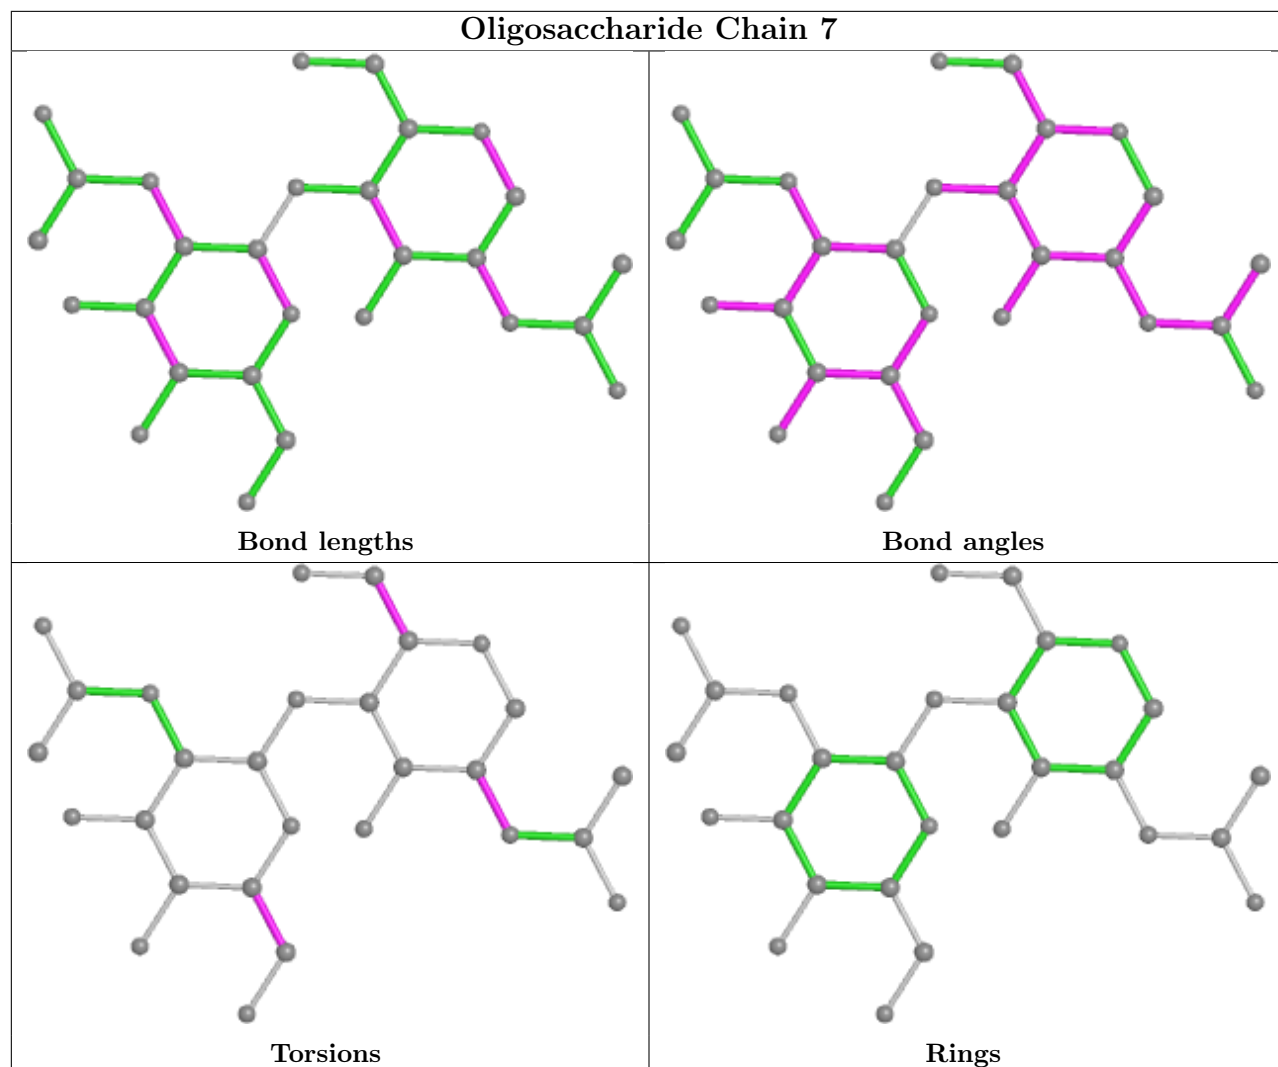 Oligosaccharide Chain 7
Bond lengths
Bond angles
Torsions
Rings